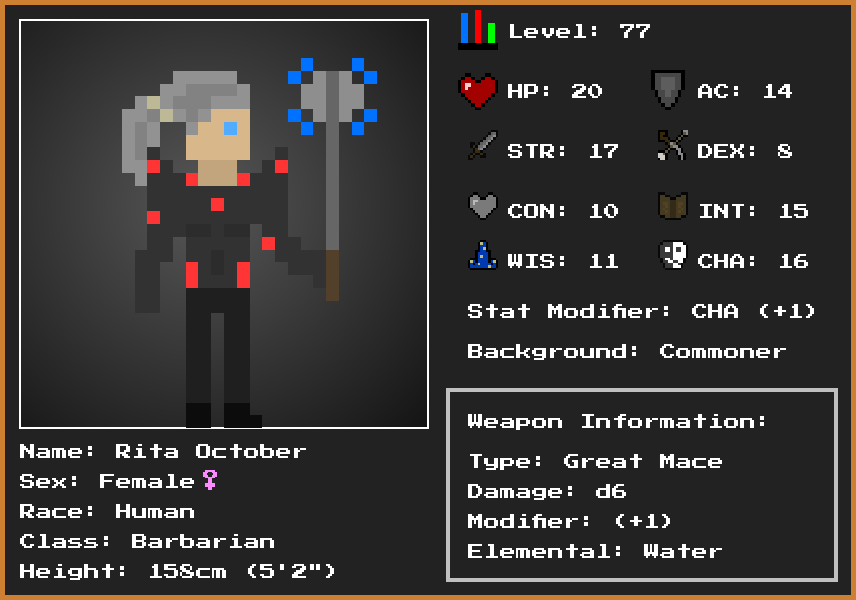 Level: 77
HP: 20
AC: 14
STR: 17
DEX: 8
CON: 10
INT: 15
WIS: 11
CHA: 16
Stat Modifier: CHA (+1)
Background: Commoner
Weapon Information:
Type: Great Mace
Damage: d6
Modifier: (+1)
Elemental: Water
Name: Rita October
Sex: Female♀
Race: Human
Class: Barbarian
Height: 158cm (5'2")